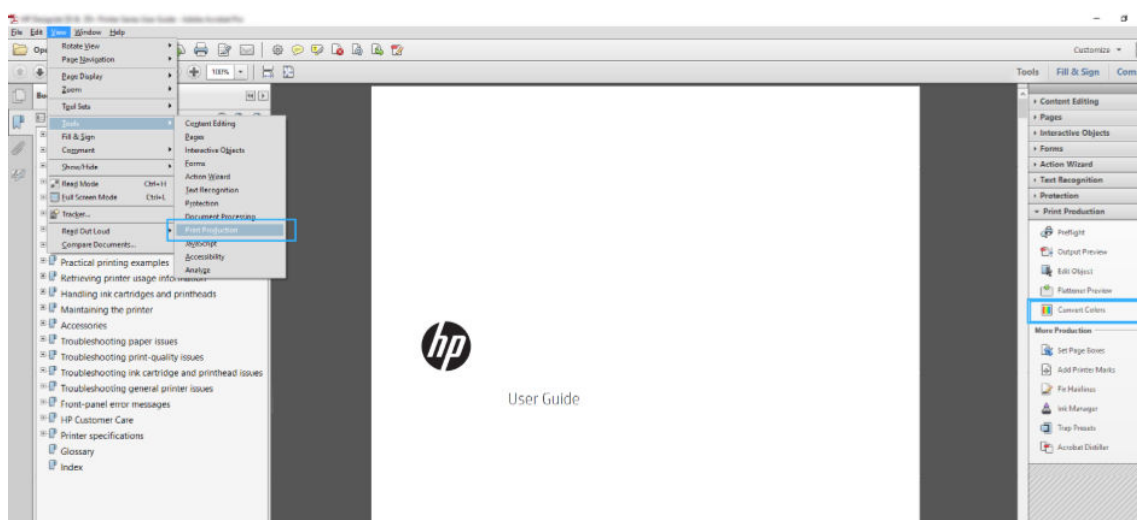 File Edit View Window Help
Rotate View
Page Navigation
Page Display
Zoom
Tool Sets
Tools
Fill & Sign
Comment
Show/Hide
Read Mode Ctrl+H
Full Screen Mode Ctrl+L
Tracker...
Read Out Loud
Compare Documents...
Content Editing
Pages
Interactive Objects
Forms
Action Wizard
Text Recognition
Protection
Document Processing
Print Production
JavaScript
Accessibility
Analyze
Practical printing examples
Retrieving printer usage
Handling ink cartridges and printheads
Maintaining the printer
Accessories
Troubleshooting paper issues
Troubleshooting print-quality issues
Troubleshooting ink cartridge and printhead issues
Troubleshooting general printer issues
Front-panel error messages
HP Customer Care
Printer specifications
Glossary
Index
hp
User Guide
Customize
Tools Fill & Sign
Content Editing
Pages
Interactive Objects
Forms
Action Wizard
Text Recognition
Protection
Print Production
Preflight
Output Preview
Edit Object
Flattener Preview
Convert Colors
More Production
Set Page Boxes
Add Printer Marks
Fix Hairlines
Ink Manager
Trap Presets
Acrobat Distiller